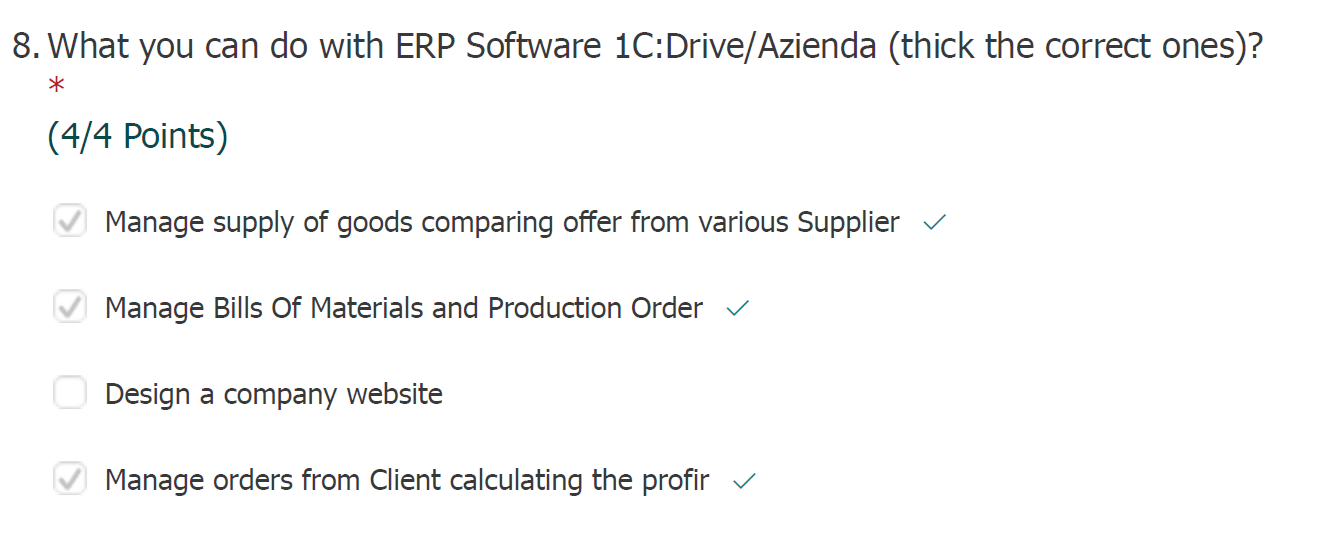 8. What you can do with ERP Software 1C:Drive/Azienda (thick the correct ones)?
*
(4/4 Points)
Manage supply of goods comparing offer from various Supplier
Manage Bills Of Materials and Production Order
Design a company website
Manage orders from Client calculating the profir